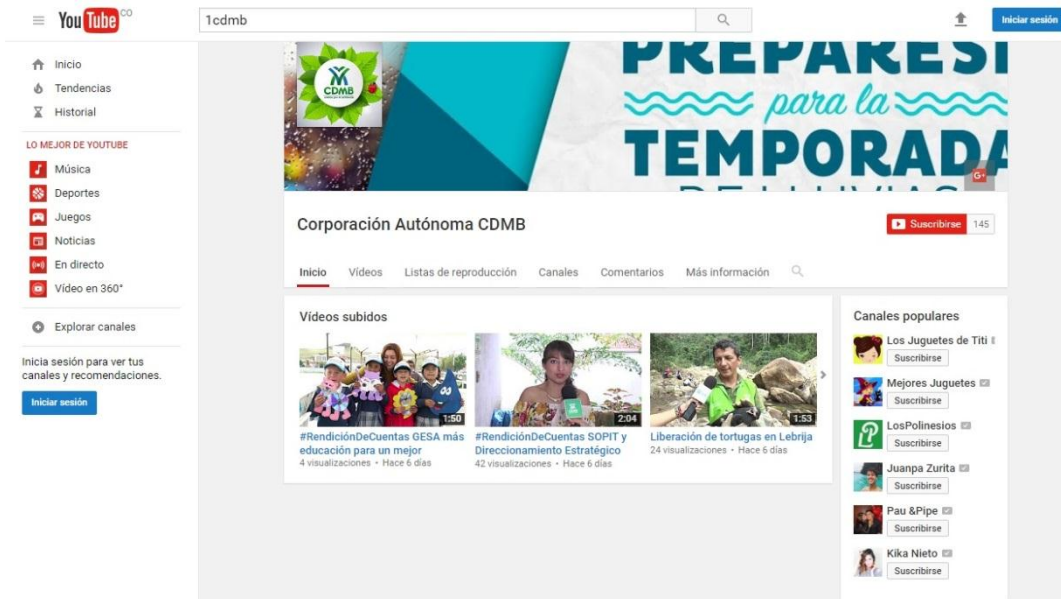 YouTube CO
1cdmb
Iniciar sesión
Inicio
Tendencias
Historial
LO MEJOR DE YOUTUBE
Música
Deportes
Juegos
Noticias
En directo
Vídeo en 360°
Explorar canales
Inicia sesión para ver tus
canales y recomendaciones.
Iniciar sesión
CDMB
PREPARESE
para la
TEMPORADA
DE LLUVIAS
G+
Corporación Autónoma CDMB
Suscribirse 145
Inicio Vídeos Listas de reproducción Canales Comentarios Más información
Vídeos subidos
1:50
#RendiciónDeCuentas GESA más
educación para un mejor
4 visualizaciones • Hace 6 días
2:04
#RendiciónDeCuentas SOPIT y
Direccionamiento Estratégico
42 visualizaciones • Hace 6 días
1:53
Liberación de tortugas en Lebrija
24 visualizaciones • Hace 6 días
Canales populares
Los Juguetes de Titi
Suscribirse
Mejores Juguetes
Suscribirse
LosPolinesios
Suscribirse
Juanpa Zurita
Suscribirse
Pau &Pipe
Suscribirse
Kika Nieto
Suscribirse